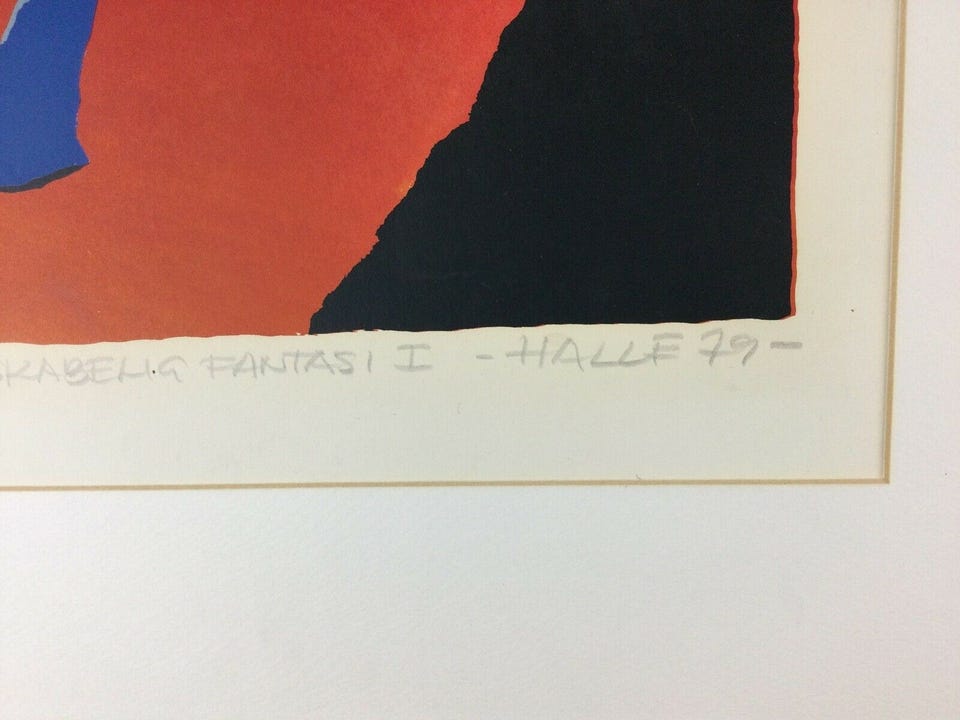 SKABELIG FANTASI I - HALLE 79 -